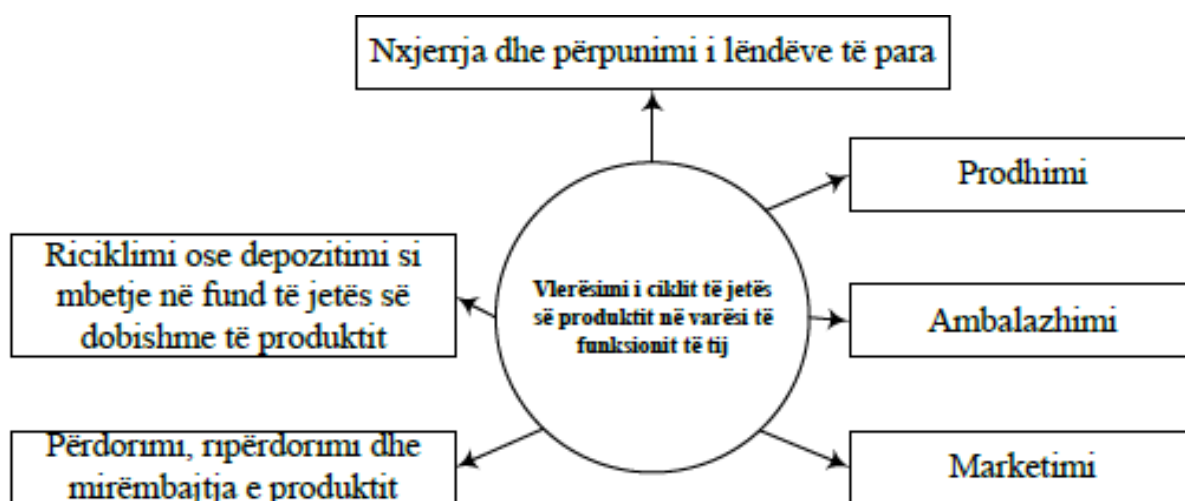 Nxjerrja dhe përpunimi i lëndëve të para
Prodhimi
Riciklimi ose depozitimi si
mbetje në fund të jetës së
dobishme të produktit
Vlerësimi i ciklit të jetës
së produktit në varësi të
funksionit të tij
Ambalazhimi
Përdorimi, ripërdorimi dhe
mirëmbajtja e produktit
Marketimi